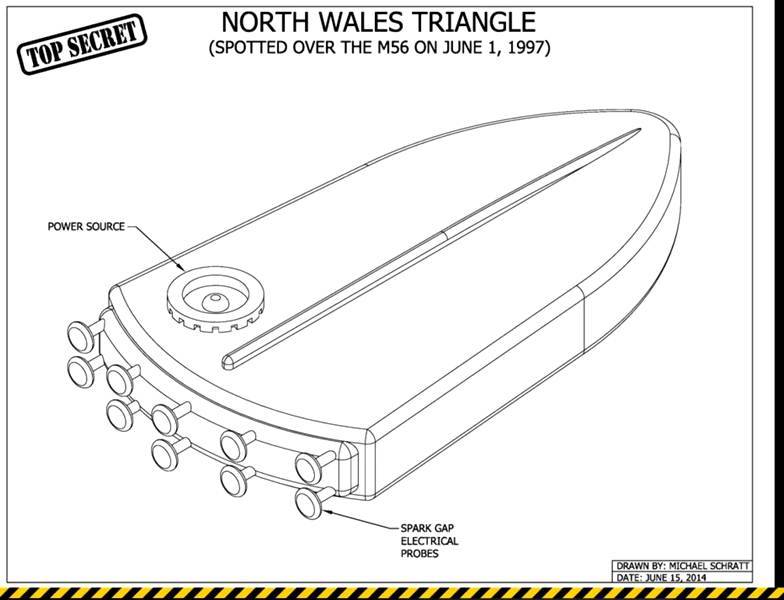 TOP SECRET
NORTH WALES TRIANGLE
(SPOTTED OVER THE M56 ON JUNE 1, 1997)
POWER SOURCE
SPARK GAP
ELECTRICAL
PROBES
DRAWN BY: MICHAEL SCHRATT
DATE: JUNE 15, 2014